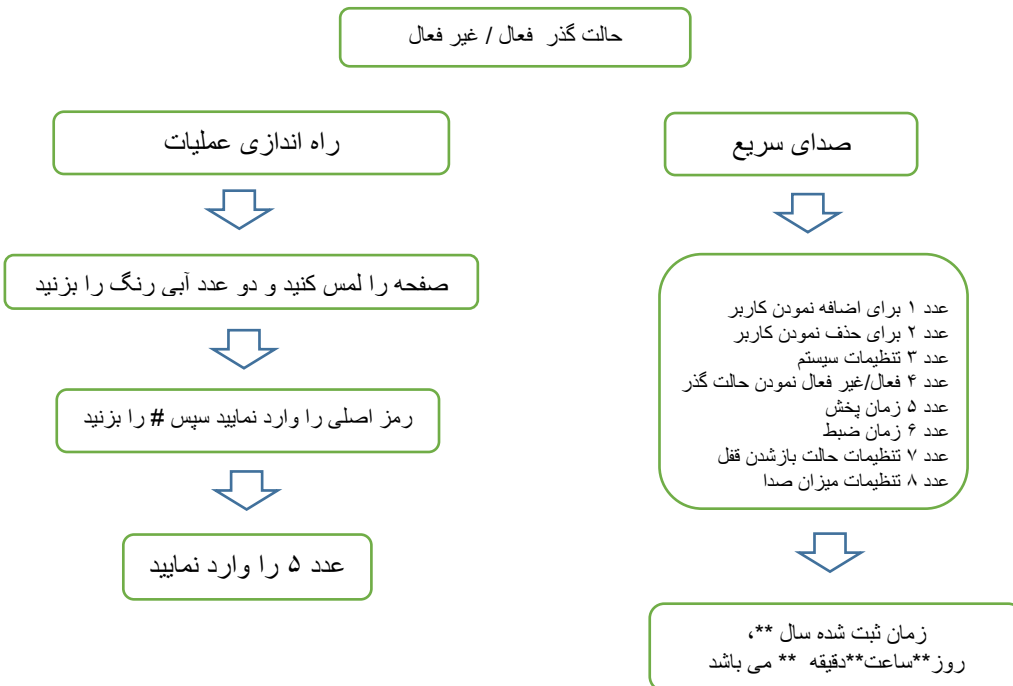 حالت گذر فعال / غیر فعال
صدای سریع
عدد ۱ برای اضافه نمودن کاربر
عدد ۲ برای حذف نمودن کاربر
عدد ۳ تنظیمات سیستم
عدد ۴ فعال/غیر فعال نمودن حالت گذر
عدد ۵ زمان پخش
عدد ۶ زمان ضبط
عدد ۷ تنظیمات حالت بازشدن قفل
عدد ۸ تنظیمات میزان صدا
زمان ثبت شده سال **،
روز**ساعت**دقیقه ** می باشد
راه اندازی عملیات
صفحه را لمس کنید و دو عدد آبی رنگ را بزنید
رمز اصلی را وارد نمایید سپس # را بزنید
عدد ۵ را وارد نمایید